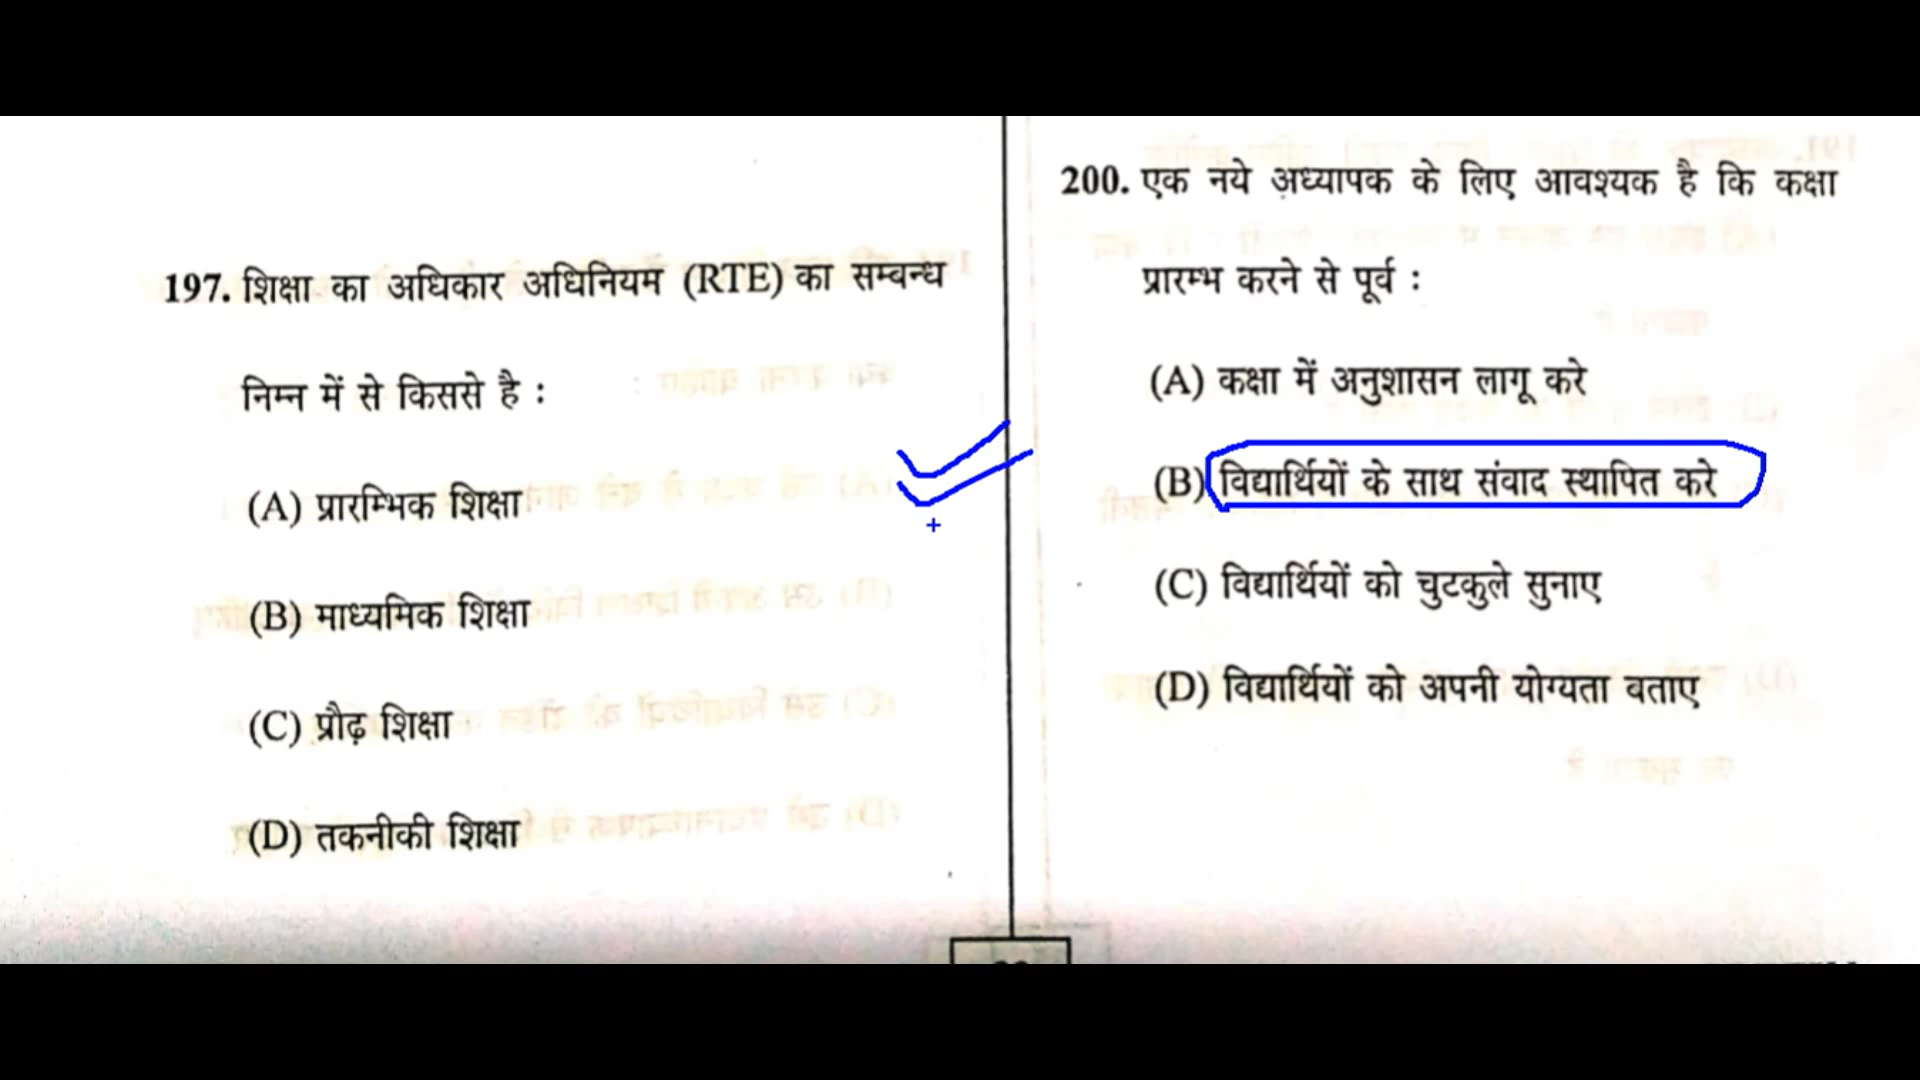 197. शिक्षा का अधिकार अधिनियम (RTE) का सम्बन्ध
निम्न में से किससे है :
(A) प्रारम्भिक शिक्षा
(B) माध्यमिक शिक्षा
(C) प्रौढ़ शिक्षा
(D) तकनीकी शिक्षा
200. एक नये अध्यापक के लिए आवश्यक है कि कक्षा
प्रारम्भ करने से पूर्व :
(A) कक्षा में अनुशासन लागू करे
(B) विद्यार्थियों के साथ संवाद स्थापित करे
(C) विद्यार्थियों को चुटकुले सुनाए
(D) विद्यार्थियों को अपनी योग्यता बताए